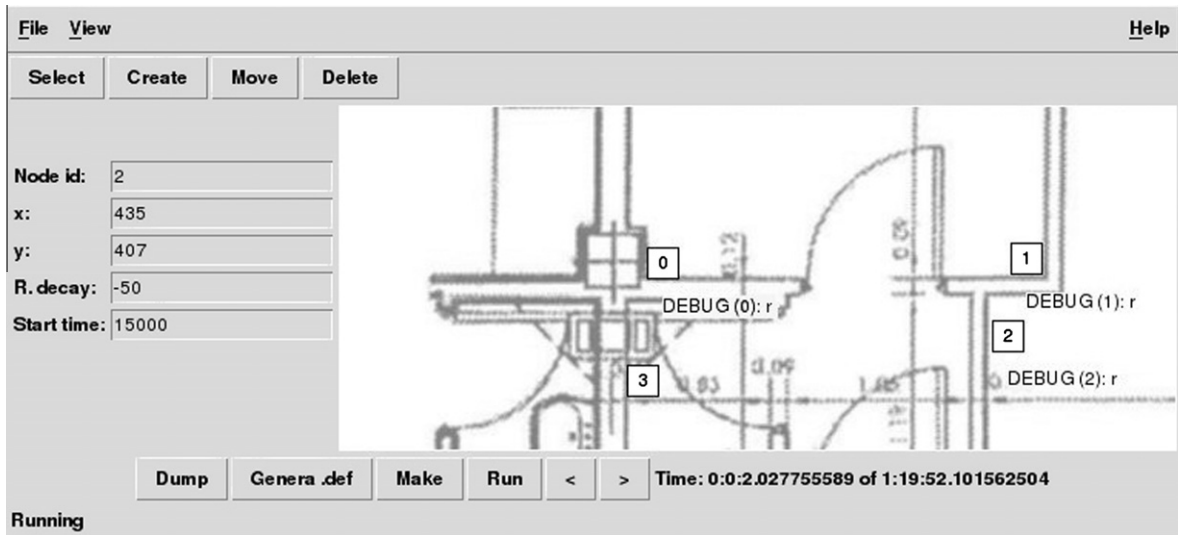 File View Help
Select Create Move Delete
Node id: 2
x: 435
y: 407
R. decay: -50
Start time: 15000
0
1
DEBUG (0): r
DEBUG (1): r
2
3
DEBUG (2): r
Dump Genera .def Make Run < > Time: 0:0:2.027755589 of 1:19:52.101562504
Running